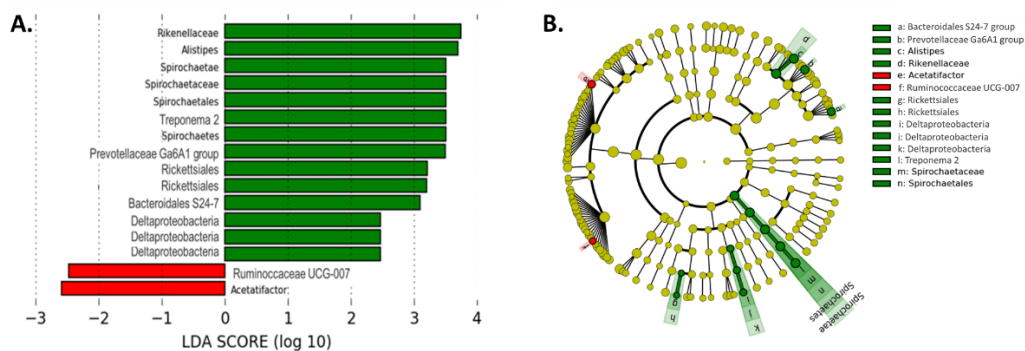 A.
Rikenellaceae
Alistipes
Spirochaetae
Spirochaetaceae
Spirochaetales
Treponema 2
Spirochaetes
Prevotellaceae Ga6A1 group
Rickettsiales
Rickettsiales
Bacteroidales S24-7
Deltaproteobacteria
Deltaproteobacteria
Deltaproteobacteria
Ruminoccaceae UCG-007
Acetatifactor:
−3 −2 −1 0 1 2 3 4
LDA SCORE (log 10)
B.
d
h
k
l
m
n
Spirochaetae
Spirochaetes
a: Bacteroidales S24-7 group
b: Prevotellaceae Ga6A1 group
c: Alistipes
d: Rikenellaceae
e: Acetatifactor
f: Ruminococcaceae UCG-007
g: Rickettsiales
h: Rickettsiales
i: Deltaproteobacteria
i: Deltaproteobacteria
k: Deltaproteobacteria
l: Treponema 2
m: Spirochaetaceae
n: Spirochaetales